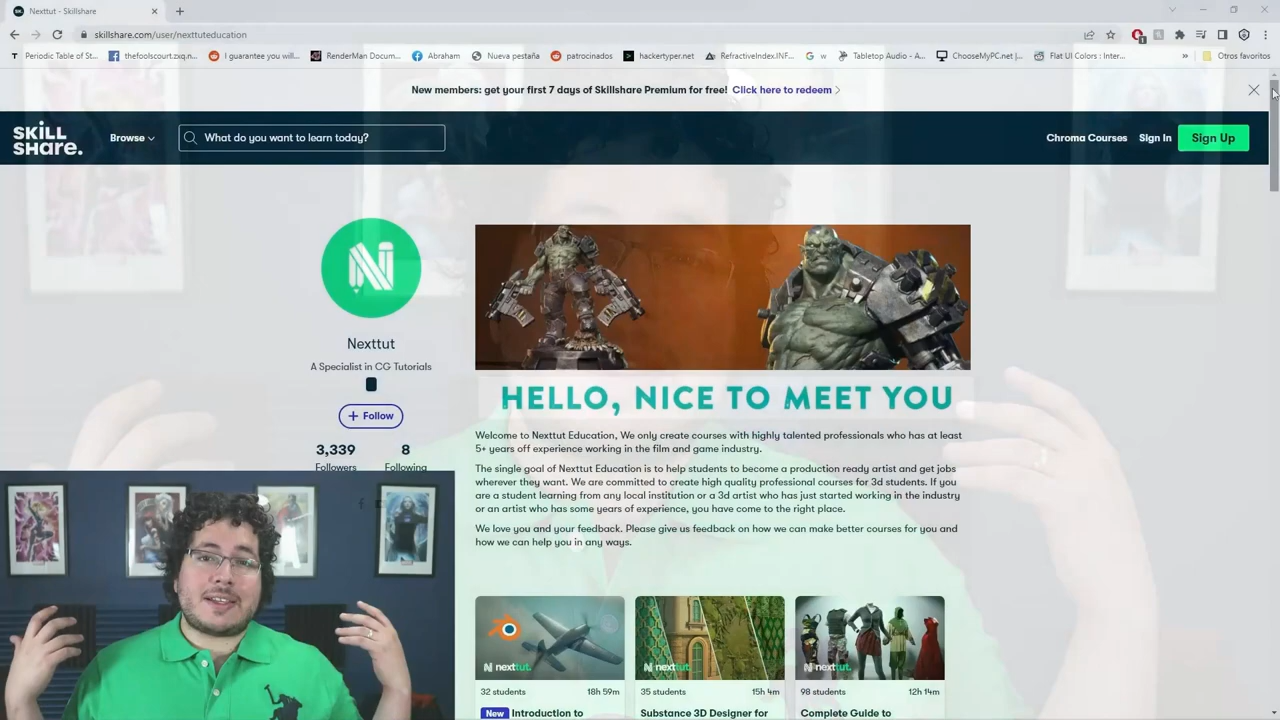 Nexttut - Skillshare
skillshare.com/user/nexttuteducation
Periodic Table of St... thefoolscourt.zxq.n... I guarantee you will... RenderMan Docum... Abraham Nueva pestaña patrocinados hackertyper.net RefractiveIndex.INF... w Tabletop Audio - A... ChooseMyPC.net |... Flat UI Colors : Inter... » Otros favoritos
New members: get your first 7 days of Skillshare Premium for free! Click here to redeem
SKILL
SHARE.
Browse
What do you want to learn today?
Chroma Courses Sign In Sign Up
N
Nexttut
A Specialist in CG Tutorials
+ Follow
3,339 8
Followers Following
HELLO, NICE TO MEET YOU
Welcome to Nexttut Education, We only create courses with highly talented professionals who has at least
5+ years off experience working in the film and game industry.
The single goal of Nexttut Education is to help students to become a production ready artist and get jobs
wherever they want. We are committed to create high quality professional courses for 3d students. If you
are a student learning from any local institution or a 3d artist who has just started working in the industry
or an artist who has some years of experience, you have come to the right place.
We love you and your feedback. Please give us feedback on how we can make better courses for you and
how we can help you in any ways.
nexttut. nexttut. nexttut.
32 students 18h 59m 35 students 15h 4m 98 students 12h 14m
New Introduction to Substance 3D Designer for Complete Guide to